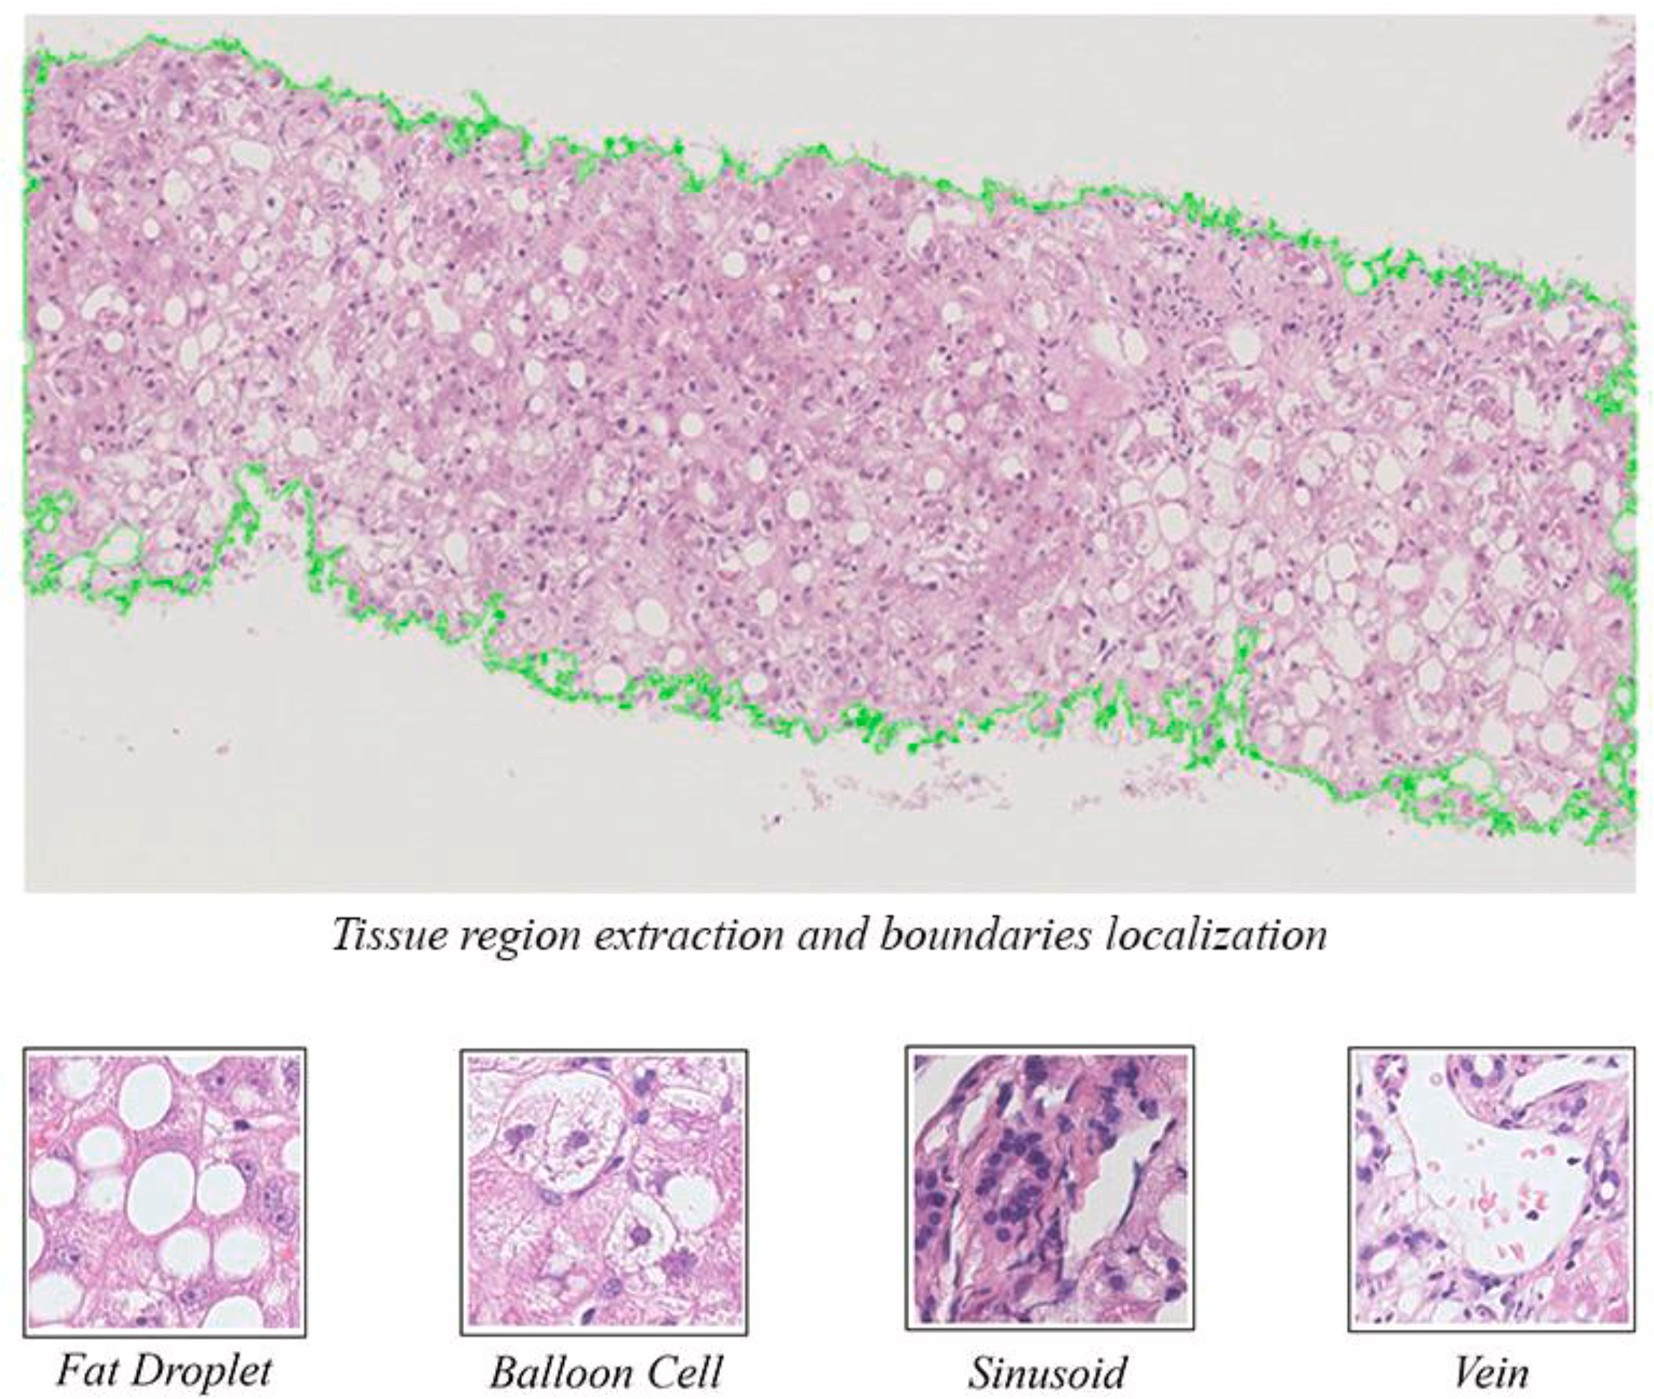 Tissue region extraction and boundaries localization
Fat Droplet
Balloon Cell
Sinusoid
Vein